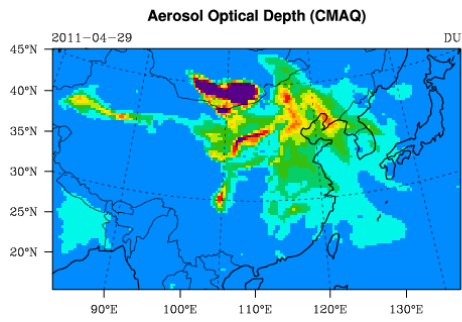 Aerosol Optical Depth (CMAQ)
2011-04-29 DU
45°N
40°N
35°N
30°N
25°N
20°N
90°E 100°E 110°E 120°E 130°E